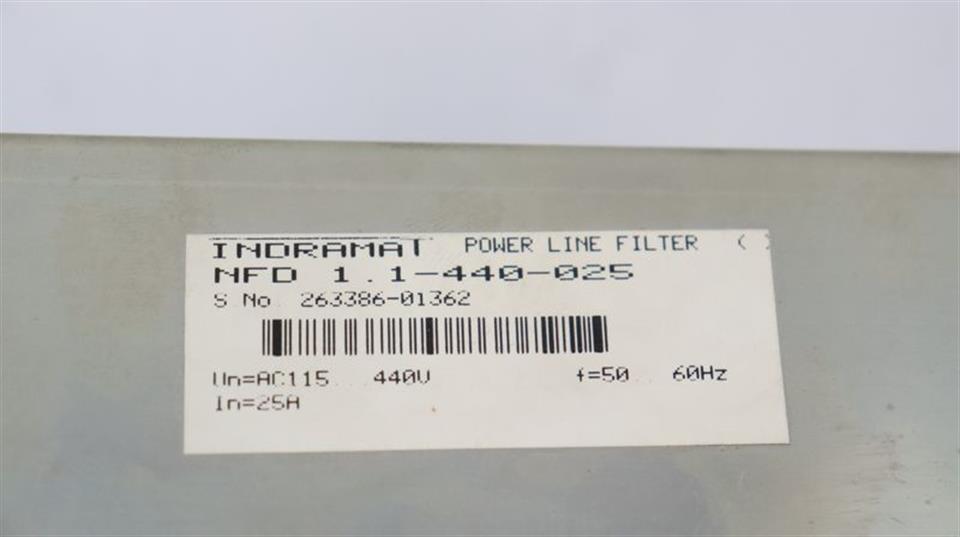 INDRAMAT POWER LINE FILTER ( )
NFD 1.1-440-025
S No. 263386-01362
Un=AC115...440V f=50...60Hz
In=25A